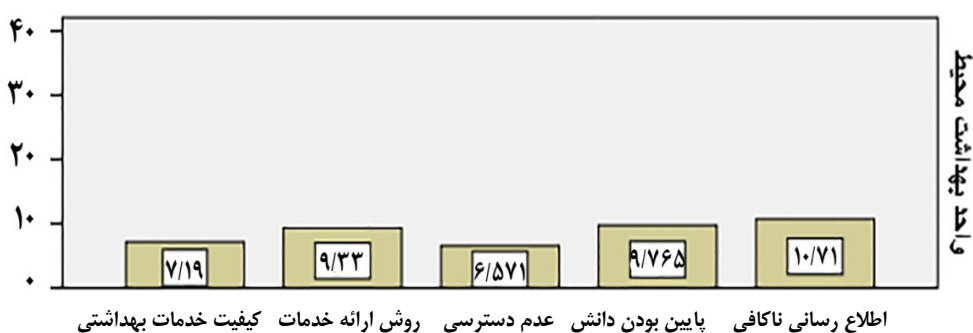 ۴۰
۳۰
۲۰
۱۰
۰
واحد بهداشت محیط
۱۰/۷۱
۹/۷۶۵
۶/۵۷۱
۹/۳۳
۷/۱۹
اطلاع رسانی ناکافی
پایین بودن دانش
عدم دسترسی
روش ارائه خدمات
کیفیت خدمات بهداشتی